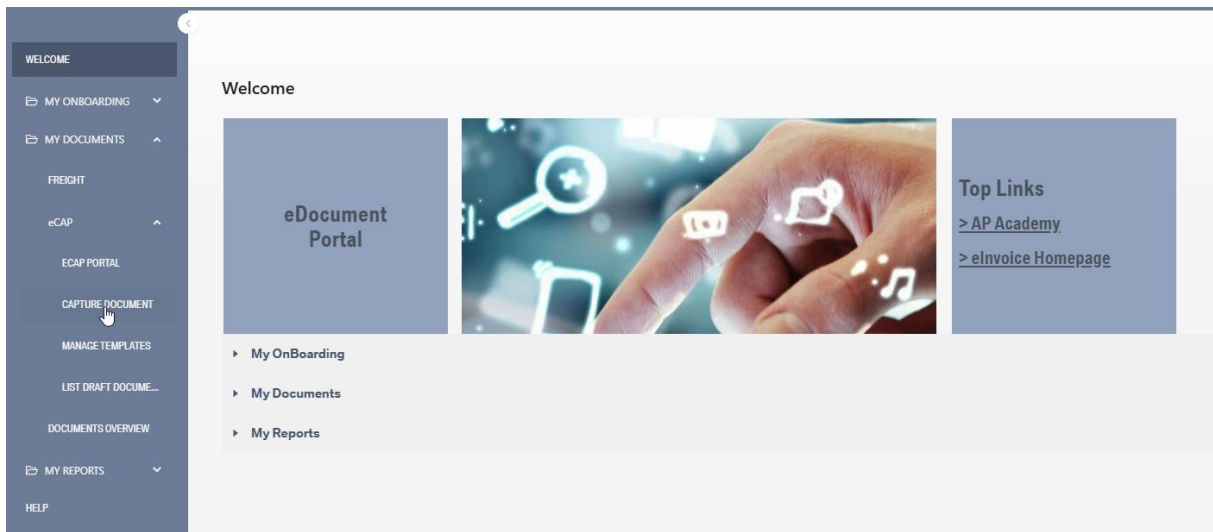 WELCOME
MY ONBOARDING
MY DOCUMENTS
FREIGHT
eCAP
ECAP PORTAL
CAPTURE DOCUMENT
MANAGE TEMPLATES
LIST DRAFT DOCUME...
DOCUMENTS OVERVIEW
MY REPORTS
HELP
Welcome
eDocument
Portal
Top Links
> AP Academy
> eInvoice Homepage
My OnBoarding
My Documents
My Reports